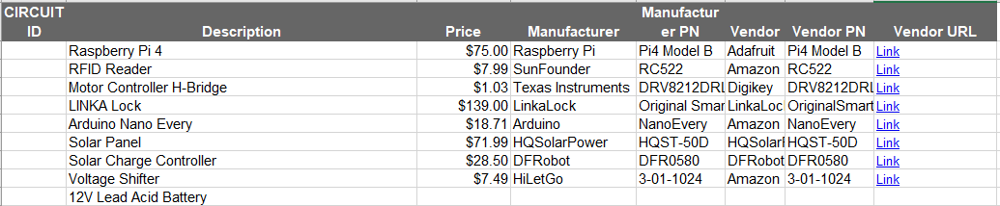 CIRCUIT ID Description Price Manufacturer Manufacturer PN Vendor Vendor PN Vendor URL
Raspberry Pi 4 $75.00 Raspberry Pi Pi4 Model B Adafruit Pi4 Model B Link
RFID Reader $7.99 SunFounder RC522 Amazon RC522 Link
Motor Controller H-Bridge $1.03 Texas Instruments DRV8212DRL Digikey DRV8212DRL Link
LINKA Lock $139.00 LinkaLock Original Smar LinkaLoc OriginalSmart Link
Arduino Nano Every $18.71 Arduino NanoEvery Amazon NanoEvery Link
Solar Panel $71.99 HQSolarPower HQST-50D HQSolarP HQST-50D Link
Solar Charge Controller $28.50 DFRobot DFR0580 DFRobot DFR0580 Link
Voltage Shifter $7.49 HiLetGo 3-01-1024 Amazon 3-01-1024 Link
12V Lead Acid Battery